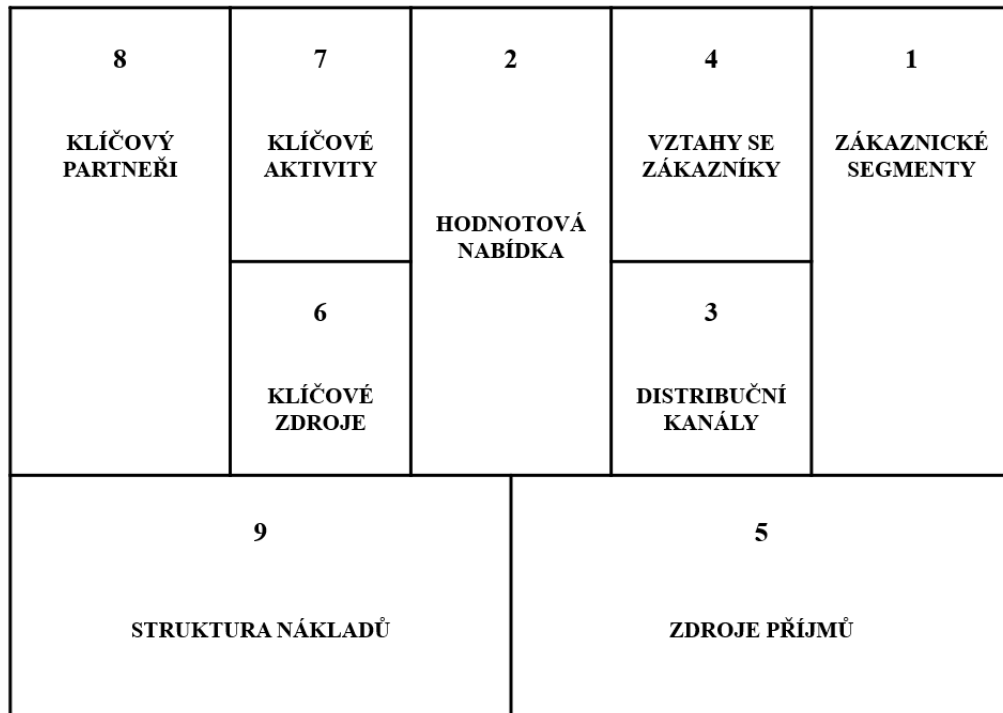 8
KLÍČOVÝ
PARTNEŘI
7
KLÍČOVÉ
AKTIVITY
6
KLÍČOVÉ
ZDROJE
2
HODNOTOVÁ
NABÍDKA
4
VZTAHY SE
ZÁKAZNÍKY
3
DISTRIBUČNÍ
KANÁLY
1
ZÁKAZNICKÉ
SEGMENTY
9
STRUKTURA NÁKLADŮ
5
ZDROJE PŘÍJMŮ